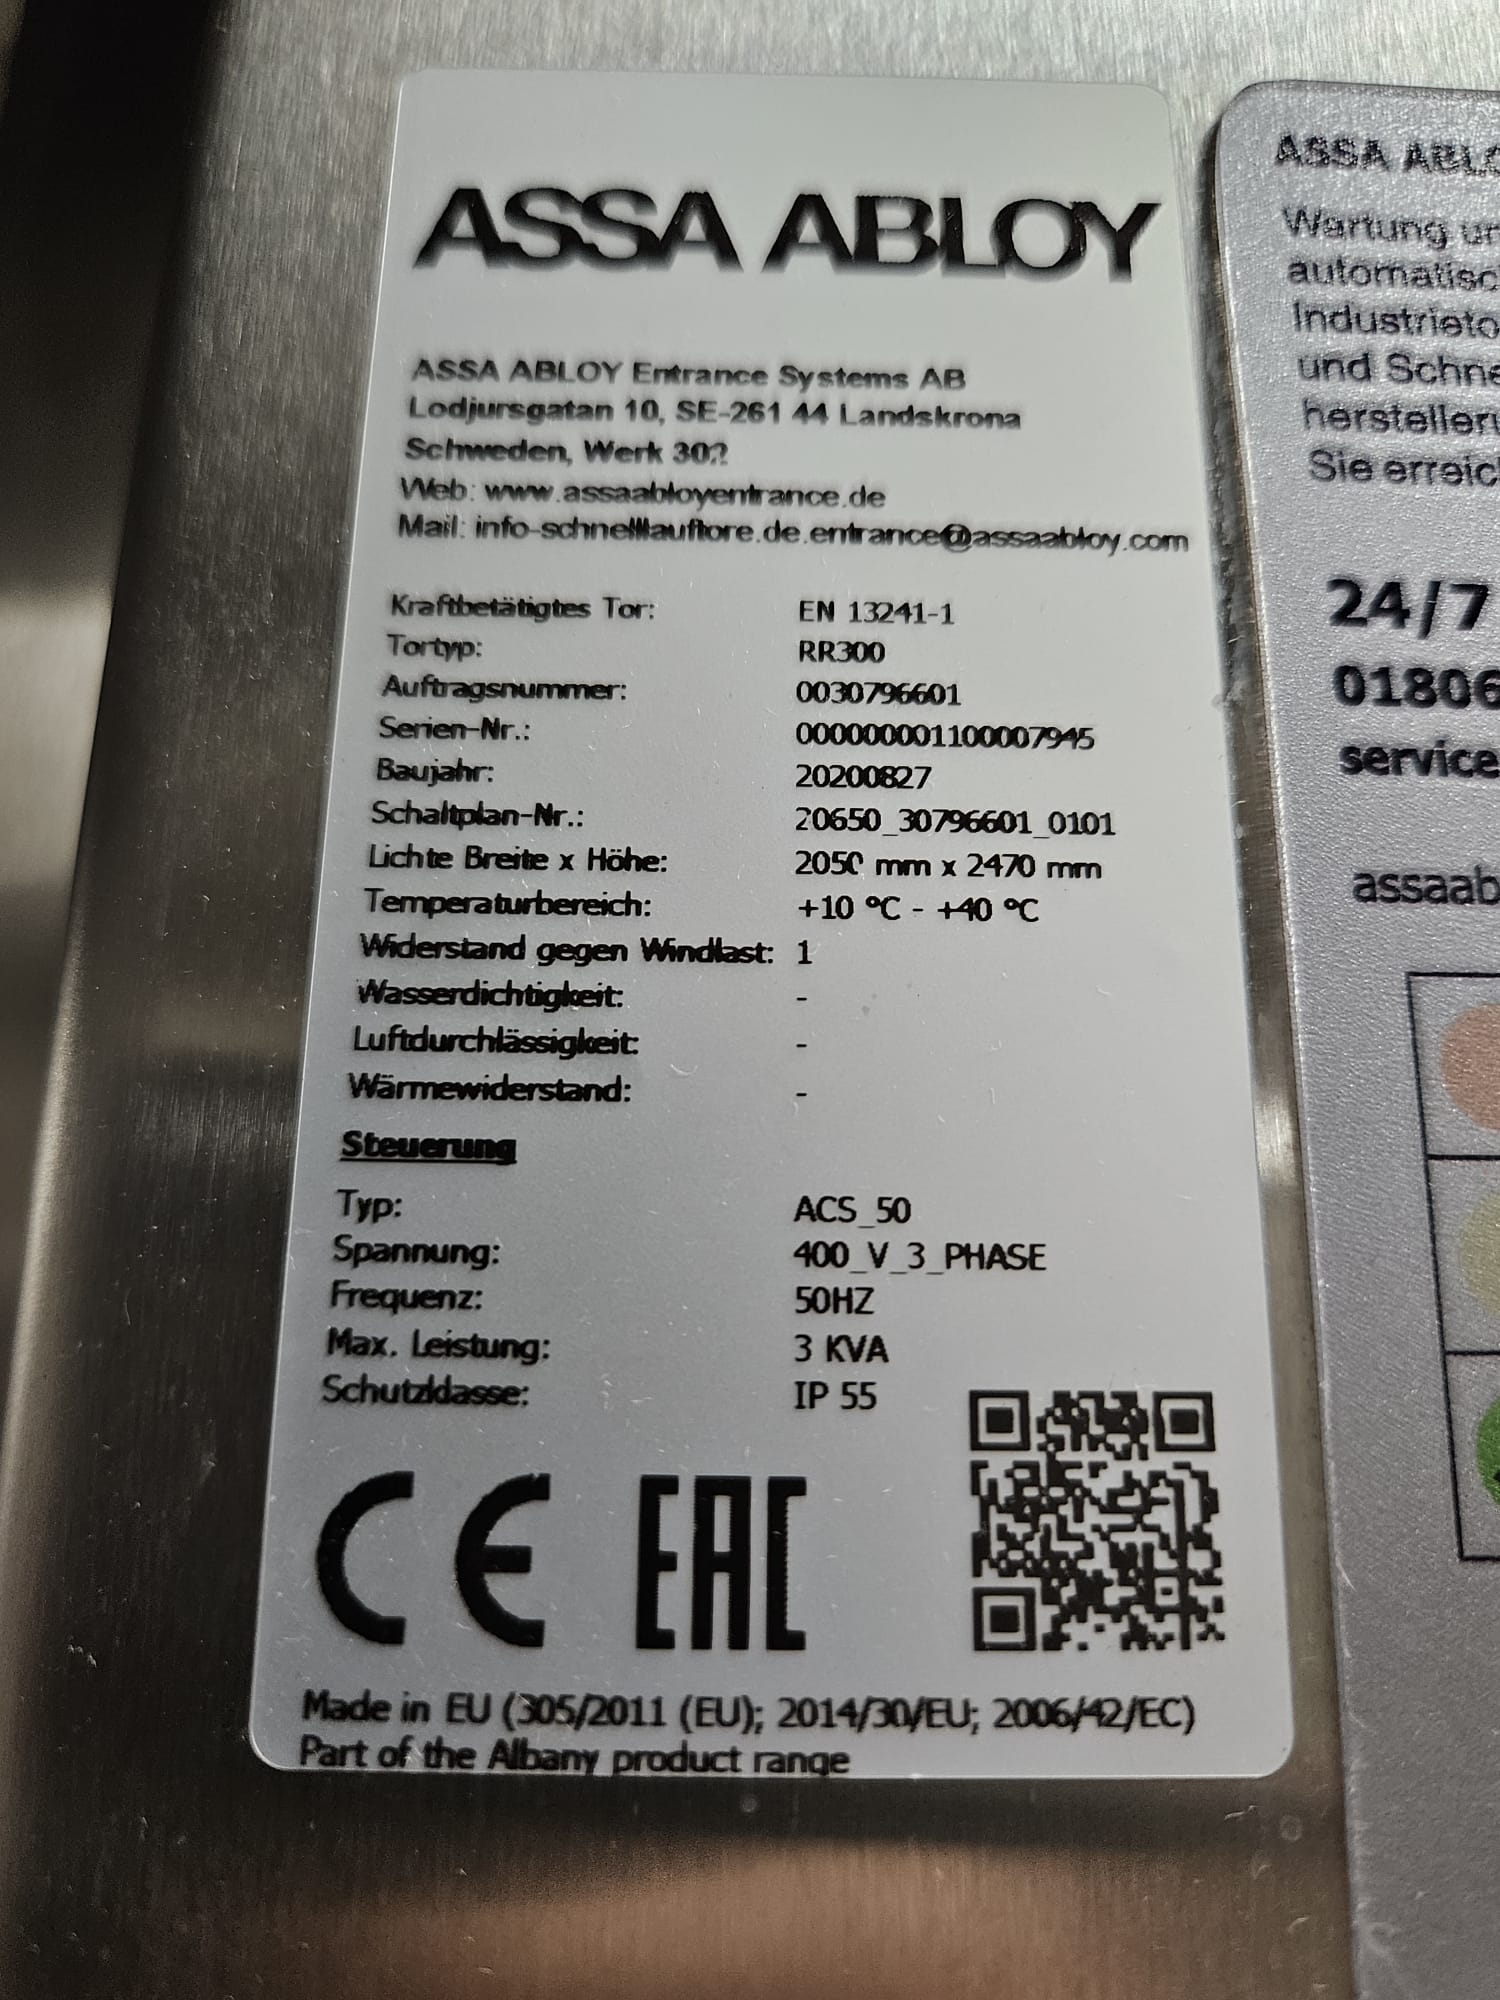 ASSA ABLOY
ASSA ABLOY Entrance Systems AB
Lodjursgatan 10, SE-261 44 Landskrona
Schweden, Werk 302
Web: www.assaabloyentrance.de
Mail: info-schnelllauftore.de.entrance@assaabloy.com
Kraftbetätigtes Tor: EN 13241-1
Tortyp: RR300
Auftragsnummer: 0030796601
Serien-Nr.: 000000001100007945
Baujahr: 20200827
Schaltplan-Nr.: 20650_30796601_0101
Lichte Breite x Höhe: 2050 mm x 2470 mm
Temperaturbereich: +10 °C - +40 °C
Widerstand gegen Windlast: 1
Wasserdichtigkeit: -
Luftdurchlässigkeit: -
Wärmewiderstand: -
Steuerung
Typ: ACS_50
Spannung: 400_V_3_PHASE
Frequenz: 50HZ
Max. Leistung: 3 KVA
Schutzklasse: IP 55
CE EAC
Made in EU (305/2011 (EU); 2014/30/EU; 2006/42/EC)
Part of the Albany product range
ASSA ABLO
Wartung un
automatisc
Industrieto
und Schne
herstelleru
Sie erreic
24/7
01806
service
assaab